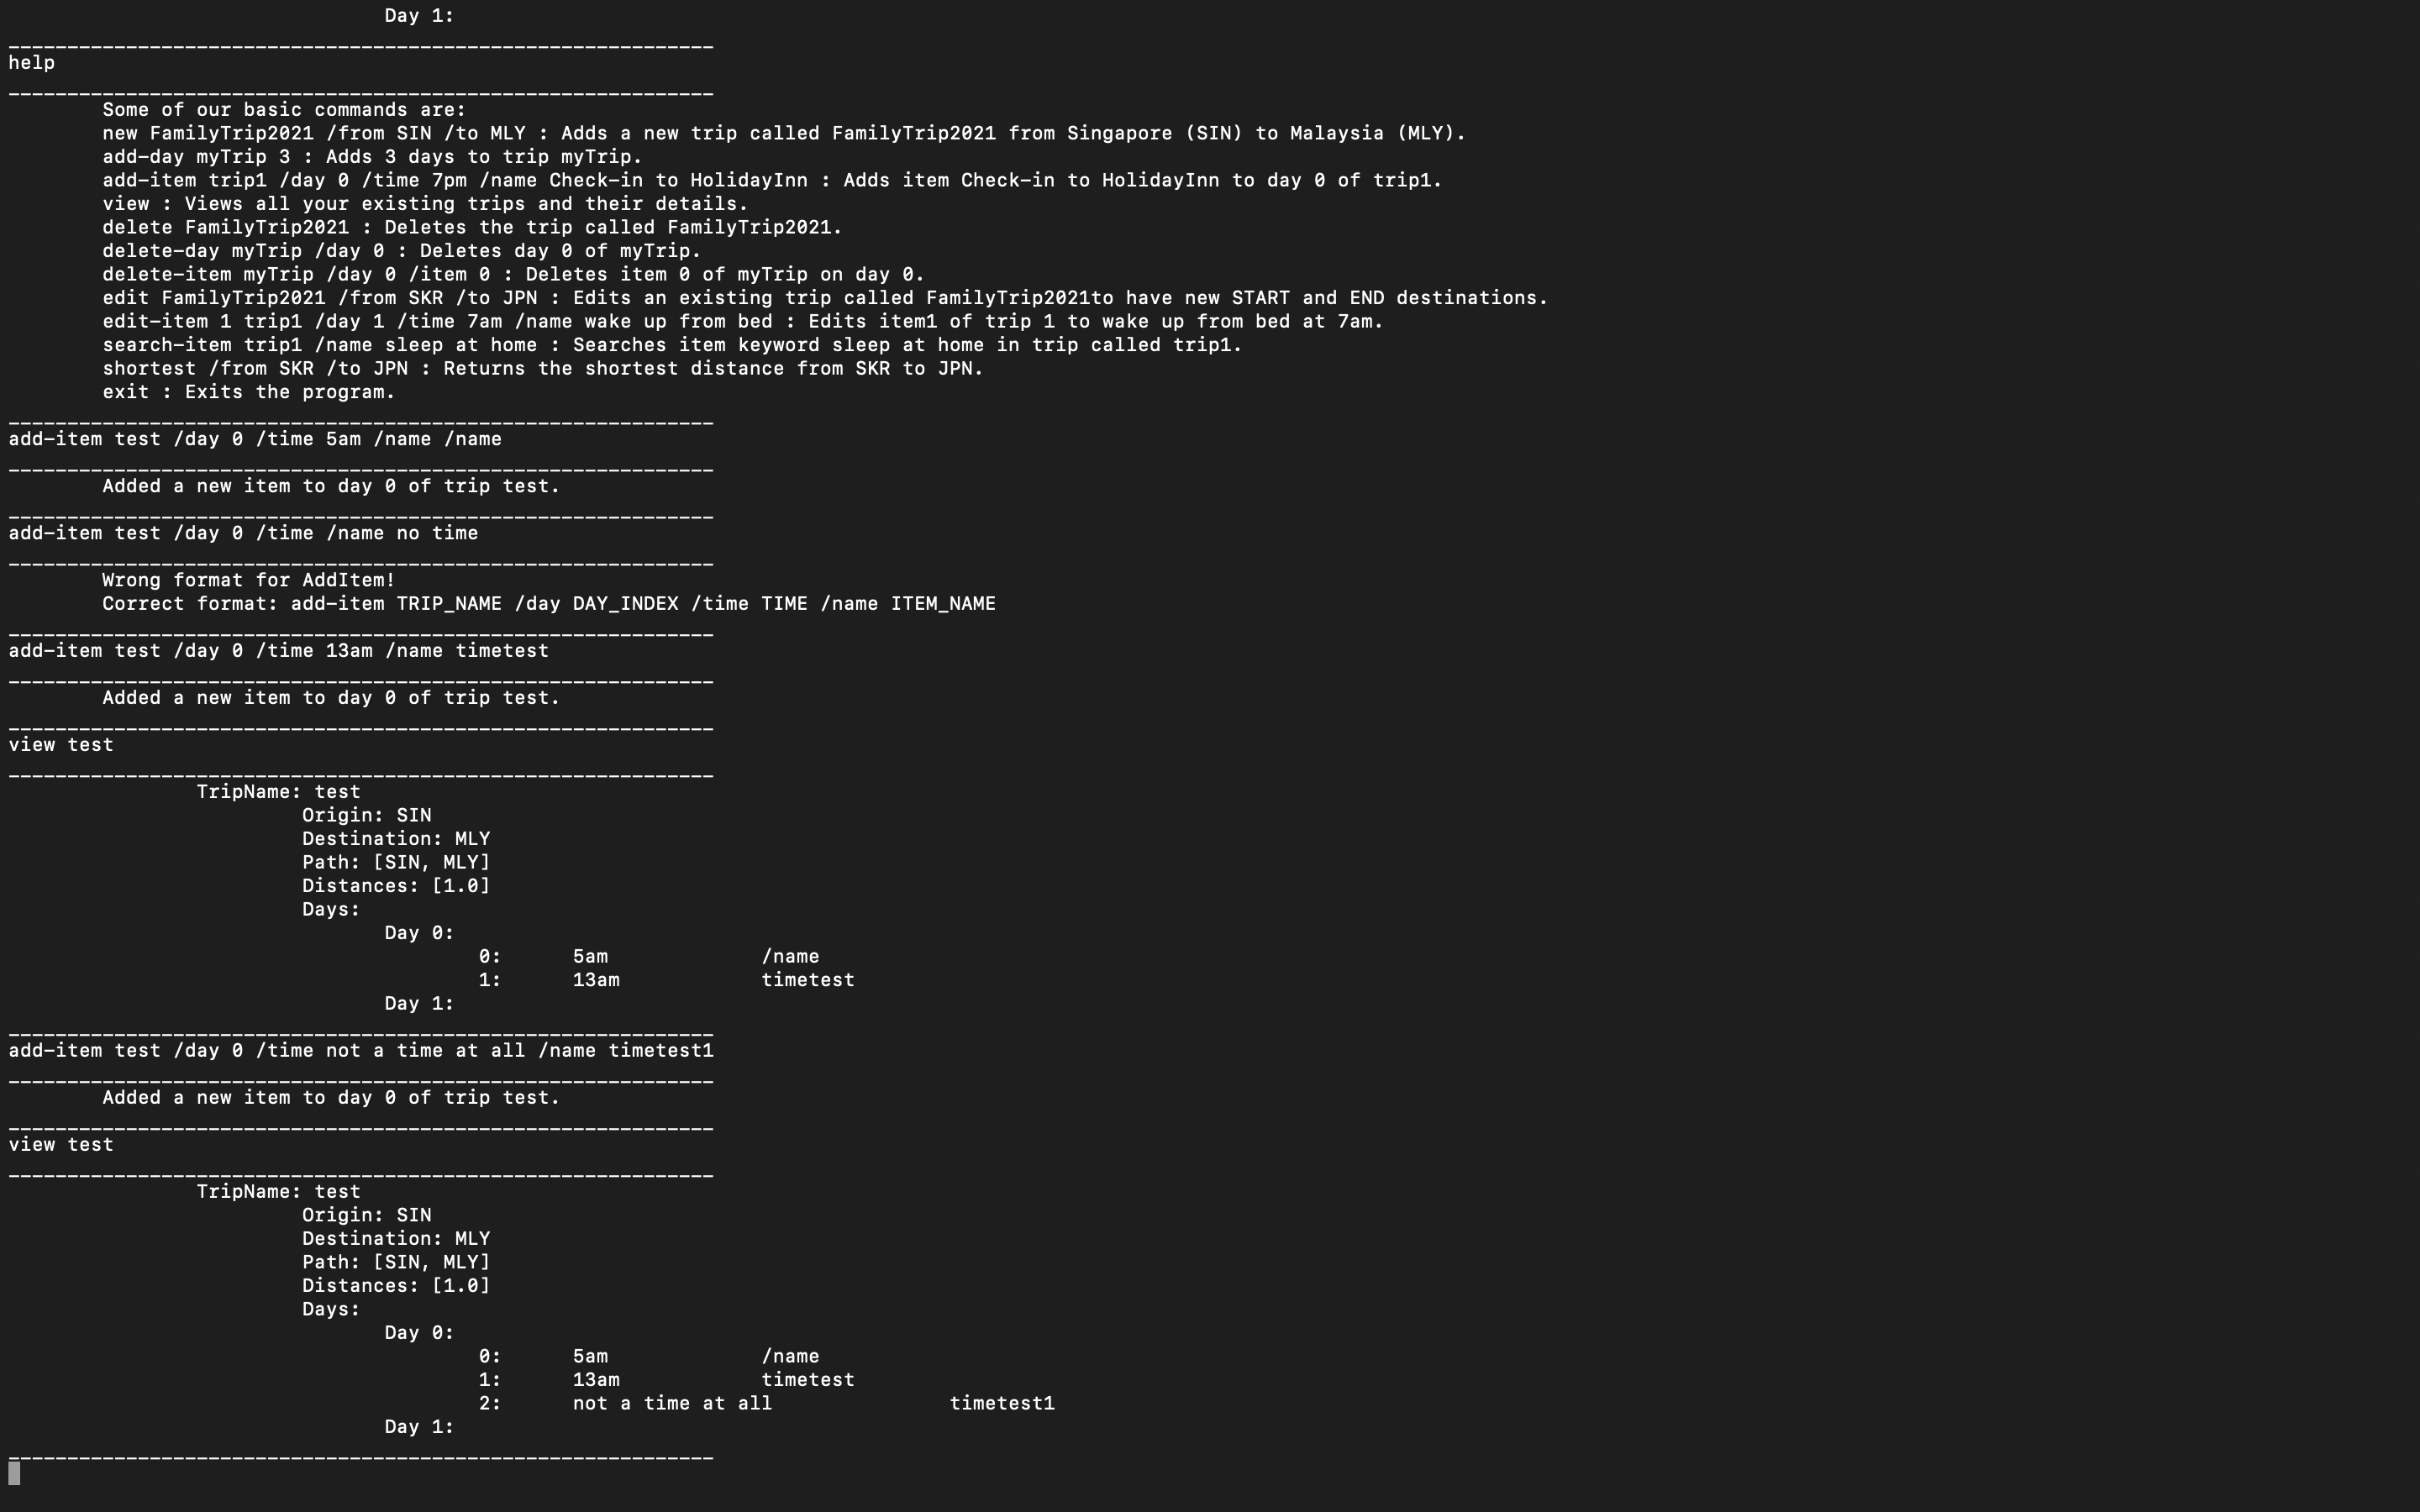 Day 1:
____________________________________________________________
help
____________________________________________________________
Some of our basic commands are:
new FamilyTrip2021 /from SIN /to MLY : Adds a new trip called FamilyTrip2021 from Singapore (SIN) to Malaysia (MLY).
add-day myTrip 3 : Adds 3 days to trip myTrip.
add-item trip1 /day 0 /time 7pm /name Check-in to HolidayInn : Adds item Check-in to HolidayInn to day 0 of trip1.
view : Views all your existing trips and their details.
delete FamilyTrip2021 : Deletes the trip called FamilyTrip2021.
delete-day myTrip /day 0 : Deletes day 0 of myTrip.
delete-item myTrip /day 0 /item 0 : Deletes item 0 of myTrip on day 0.
edit FamilyTrip2021 /from SKR /to JPN : Edits an existing trip called FamilyTrip2021to have new START and END destinations.
edit-item 1 trip1 /day 1 /time 7am /name wake up from bed : Edits item1 of trip 1 to wake up from bed at 7am.
search-item trip1 /name sleep at home : Searches item keyword sleep at home in trip called trip1.
shortest /from SKR /to JPN : Returns the shortest distance from SKR to JPN.
exit : Exits the program.
____________________________________________________________
add-item test /day 0 /time 5am /name /name
____________________________________________________________
Added a new item to day 0 of trip test.
____________________________________________________________
add-item test /day 0 /time /name no time
____________________________________________________________
Wrong format for AddItem!
Correct format: add-item TRIP_NAME /day DAY_INDEX /time TIME /name ITEM_NAME
____________________________________________________________
add-item test /day 0 /time 13am /name timetest
____________________________________________________________
Added a new item to day 0 of trip test.
____________________________________________________________
view test
____________________________________________________________
TripName: test
Origin: SIN
Destination: MLY
Path: [SIN, MLY]
Distances: [1.0]
Days:
Day 0:
0: 5am /name
1: 13am timetest
Day 1:
____________________________________________________________
add-item test /day 0 /time not a time at all /name timetest1
____________________________________________________________
Added a new item to day 0 of trip test.
____________________________________________________________
view test
____________________________________________________________
TripName: test
Origin: SIN
Destination: MLY
Path: [SIN, MLY]
Distances: [1.0]
Days:
Day 0:
0: 5am /name
1: 13am timetest
2: not a time at all timetest1
Day 1:
____________________________________________________________